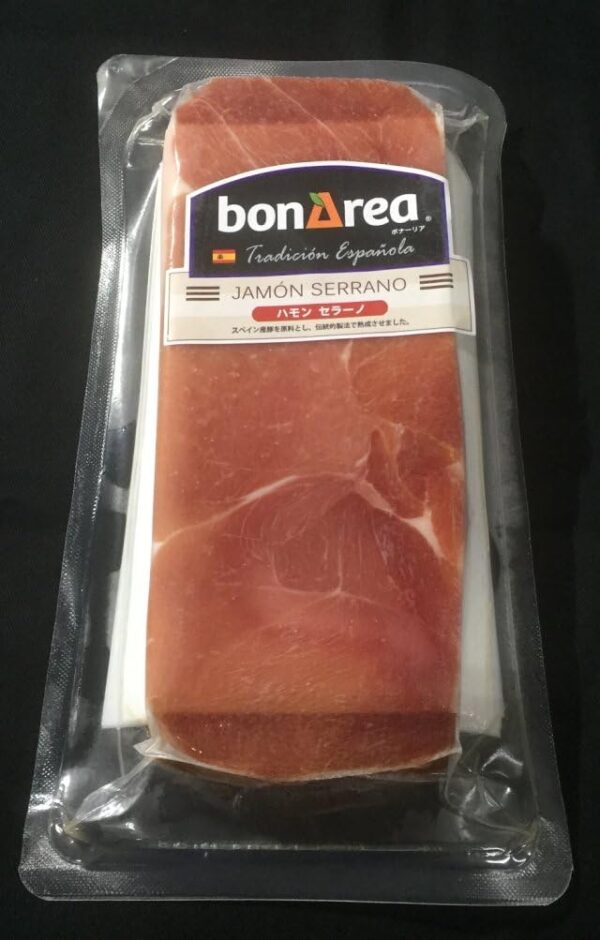 bonArea®
ボナーリア
Tradición Española
JAMÓN SERRANO
ハモン セラーノ
スペイン産豚を原料とし、伝統的製法で熟成させました。